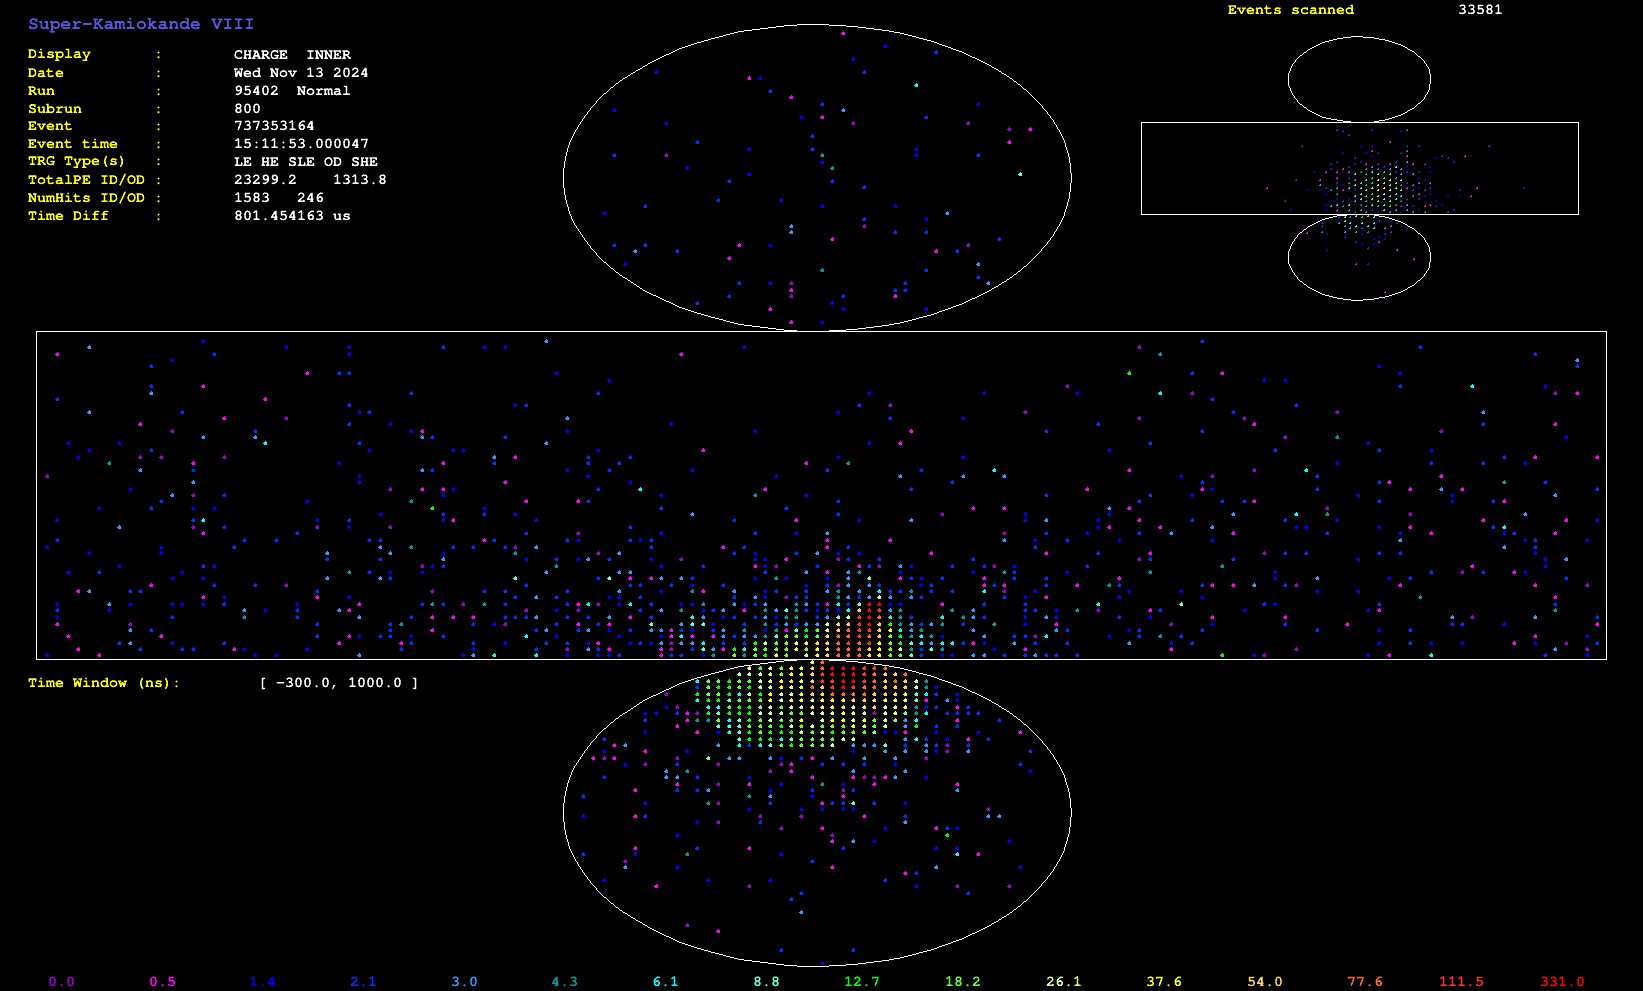 Super-Kamiokande VIII
Events scanned 33581
Display : CHARGE INNER
Date : Wed Nov 13 2024
Run : 95402 Normal
Subrun : 800
Event : 737353164
Event time : 15:11:53.000047
TRG Type(s) : LE HE SLE OD SHE
TotalPE ID/OD : 23299.2 1313.8
NumHits ID/OD : 1583 246
Time Diff : 801.454163 us
Time Window (ns): [ -300.0, 1000.0 ]
0.0 0.5 1.4 2.1 3.0 4.3 6.1 8.8 12.7 18.2 26.1 37.6 54.0 77.6 111.5 331.0